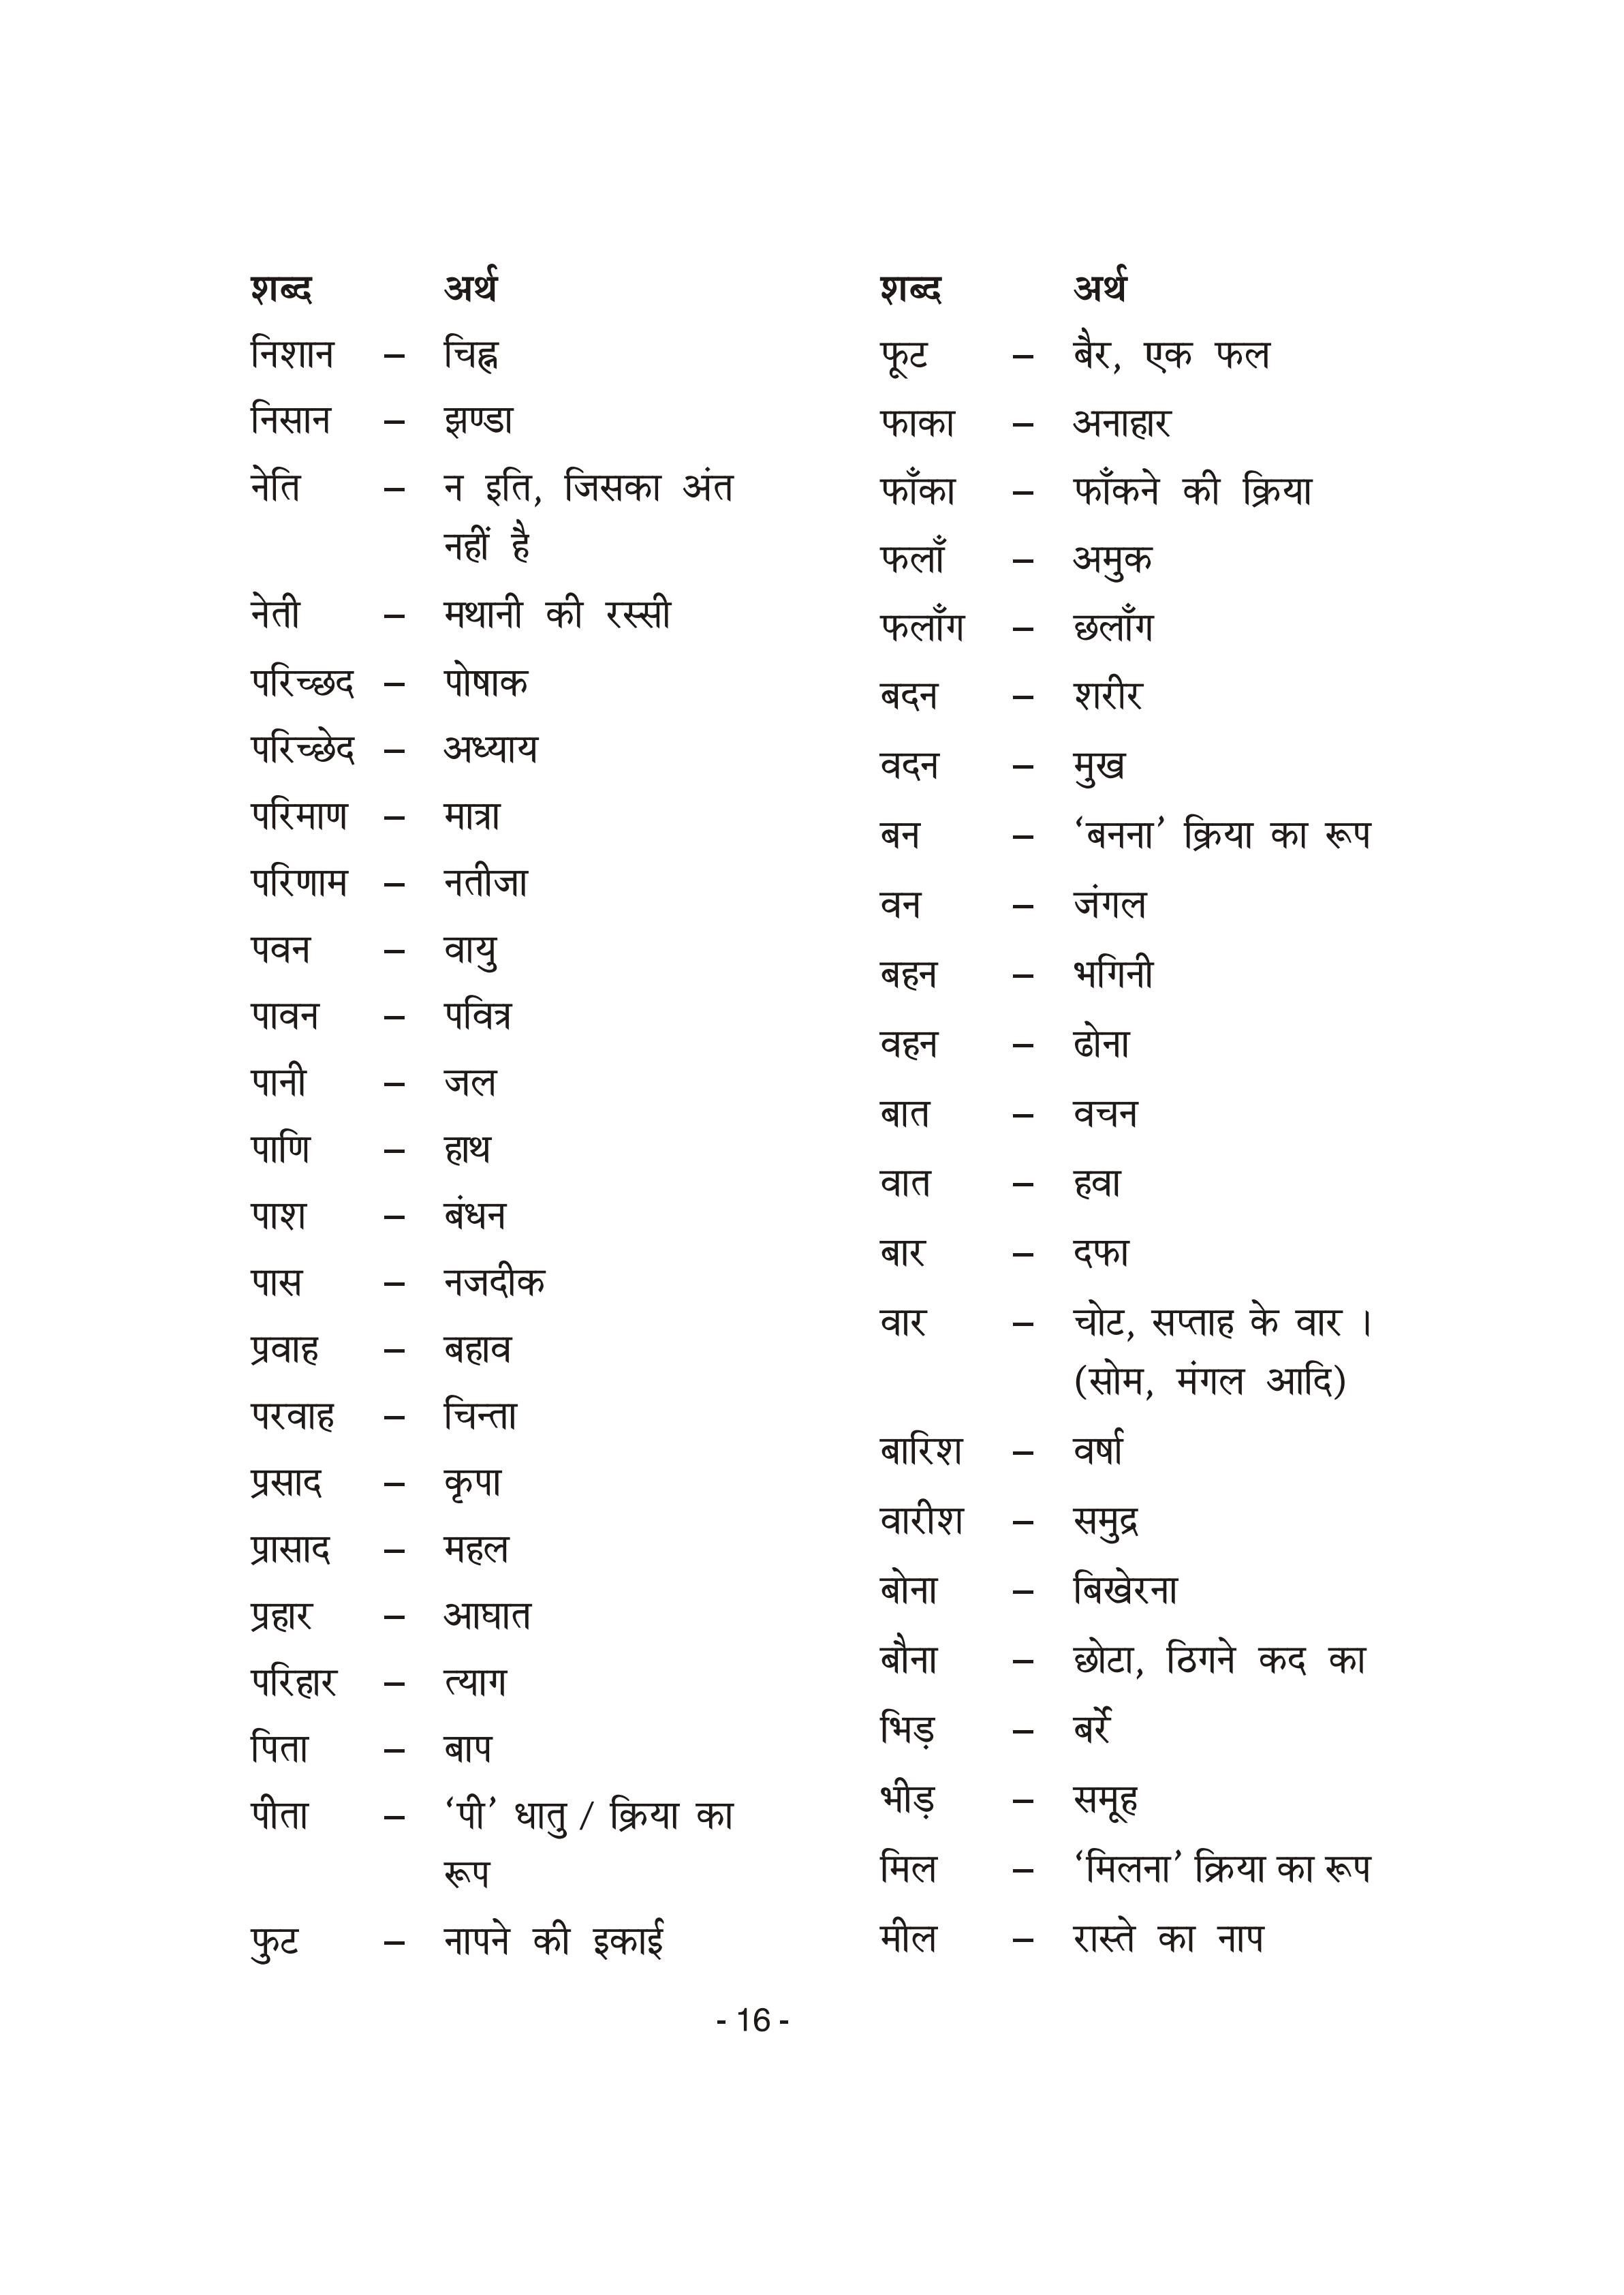 शब्द – अर्थ
निशान – चिह्न
निसान – झण्डा
नेति – न इति, जिसका अंत
नहीं है
नेती – मथानी की रस्सी
परिच्छद – पोषाक
परिच्छेद – अध्याय
परिमाण – मात्रा
परिणाम – नतीजा
पवन – वायु
पावन – पवित्र
पानी – जल
पाणि – हाथ
पाश – बंधन
पास – नजदीक
प्रवाह – बहाव
परवाह – चिन्ता
प्रसाद – कृपा
प्रासाद – महल
प्रहार – आघात
परिहार – त्याग
पिता – बाप
पीता – ‘पी’ धातु / क्रिया का
रूप
फुट – नापने की इकाई
शब्द अर्थ
फूट – बैर, एक फल
फाका – अनाहार
फाँका – फाँकने की क्रिया
फलाँ – अमुक
फलाँग – छलाँग
बदन – शरीर
वदन – मुख
बन – ‘बनना’ क्रिया का रूप
वन – जंगल
बहन – भगिनी
वहन – ढोना
बात – वचन
वात – हवा
बार – दफा
वार – चोट, सप्ताह के वार ।
(सोम, मंगल आदि)
बारिश – वर्षा
वारीश – समुद्र
बोना – बिखेरना
बौना – छोटा, ठिगने कद का
भिड़ – बर्रे
भीड़ – समूह
मिल – ‘मिलना’ क्रिया का रूप
मील – रास्ते का नाप
- 16 -